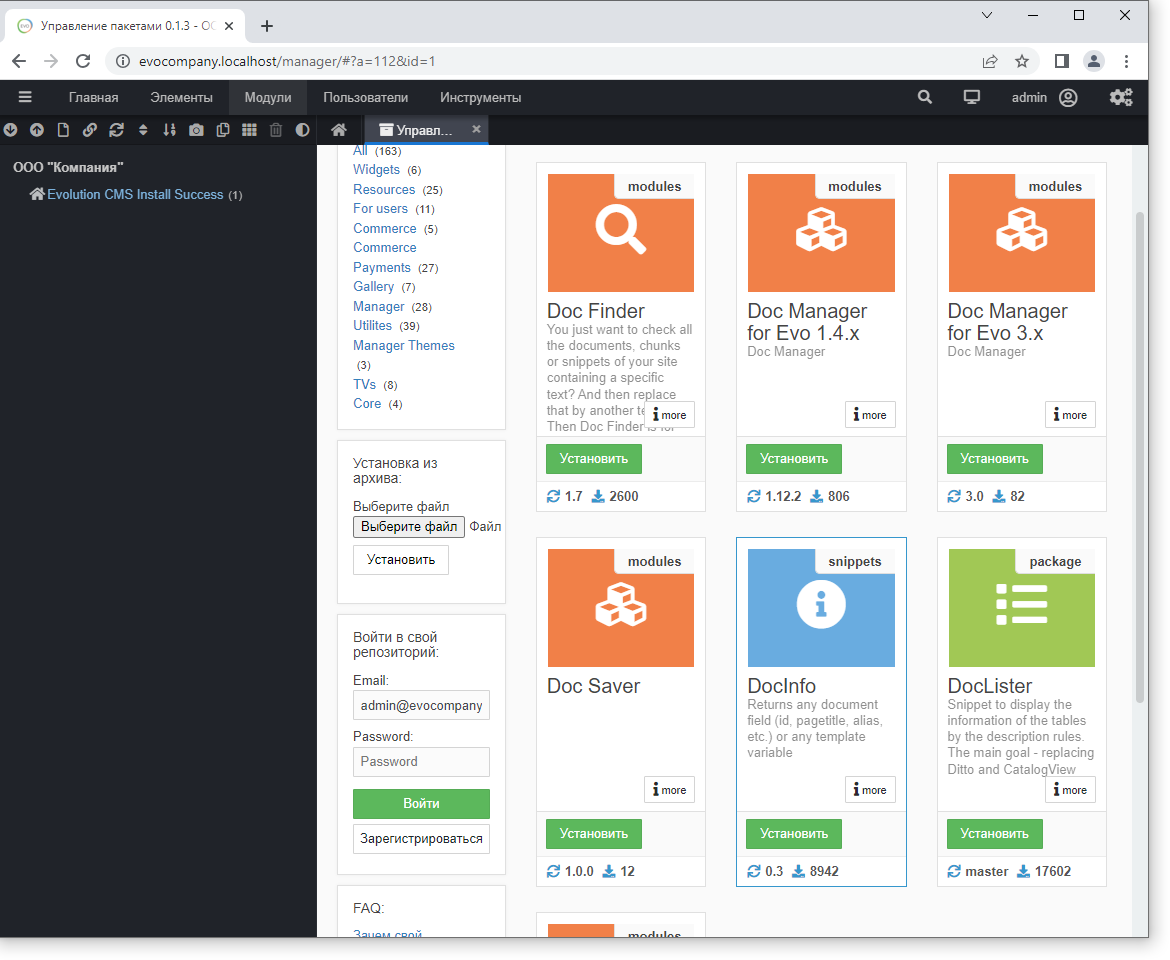 Управление пакетами 0.1.3 - ОО
evocompany.localhost/manager/#?a=112&id=1
Главная
Элементы
Модули
Пользователи
Инструменты
admin
Управл...
ООО "Компания"
Evolution CMS Install Success (1)
All (163)
Widgets (6)
Resources (25)
For users (11)
Commerce (5)
Commerce
Payments (27)
Gallery (7)
Manager (28)
Utilites (39)
Manager Themes
(3)
TVs (8)
Core (4)
Установка из
архива:
Выберите файл
Выберите файл Файл
Установить
Войти в свой
репозиторий:
Email:
admin@evocompany
Password:
Password
Войти
Зарегистрироваться
FAQ:
Зачем свой
modules
Doc Finder
You just want to check all
the documents, chunks
or snippets of your site
containing a specific
text? And then replace
that by another te
Then Doc Finder is for
more
Установить
1.7 2600
modules
Doc Manager
for Evo 1.4.x
Doc Manager
more
Установить
1.12.2 806
modules
Doc Manager
for Evo 3.x
Doc Manager
more
Установить
3.0 82
modules
Doc Saver
more
Установить
1.0.0 12
snippets
DocInfo
Returns any document
field (id, pagetitle, alias,
etc.) or any template
variable
more
Установить
0.3 8942
package
DocLister
Snippet to display the
information of the tables
by the description rules.
The main goal - replacing
Ditto and CatalogView
more
Установить
master 17602
modules